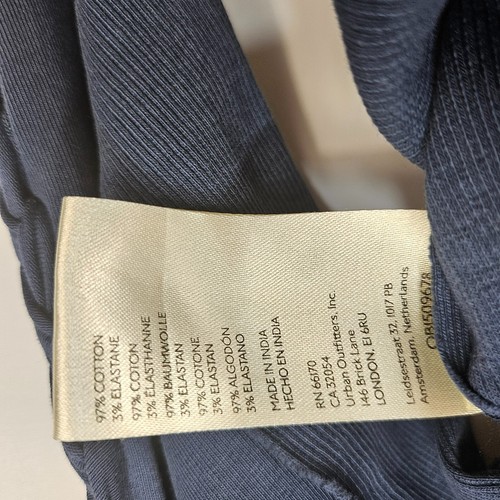 97% COTTON
3% ELASTANE
97% COTON
3% ÉLASTHANNE
97% BAUMWOLLE
3% ELASTAN
97% COTONE
3% ELASTAN
97% ALGODÓN
3% ELASTANO
MADE IN INDIA
HECHO EN INDIA
RN 66170
CA 32054
Urban Outfitters, Inc.
146 Brick Lane
LONDON, E1 6RU
Leidsestraat 32, 1017 PB
Amsterdam, Netherlands
OB1509678